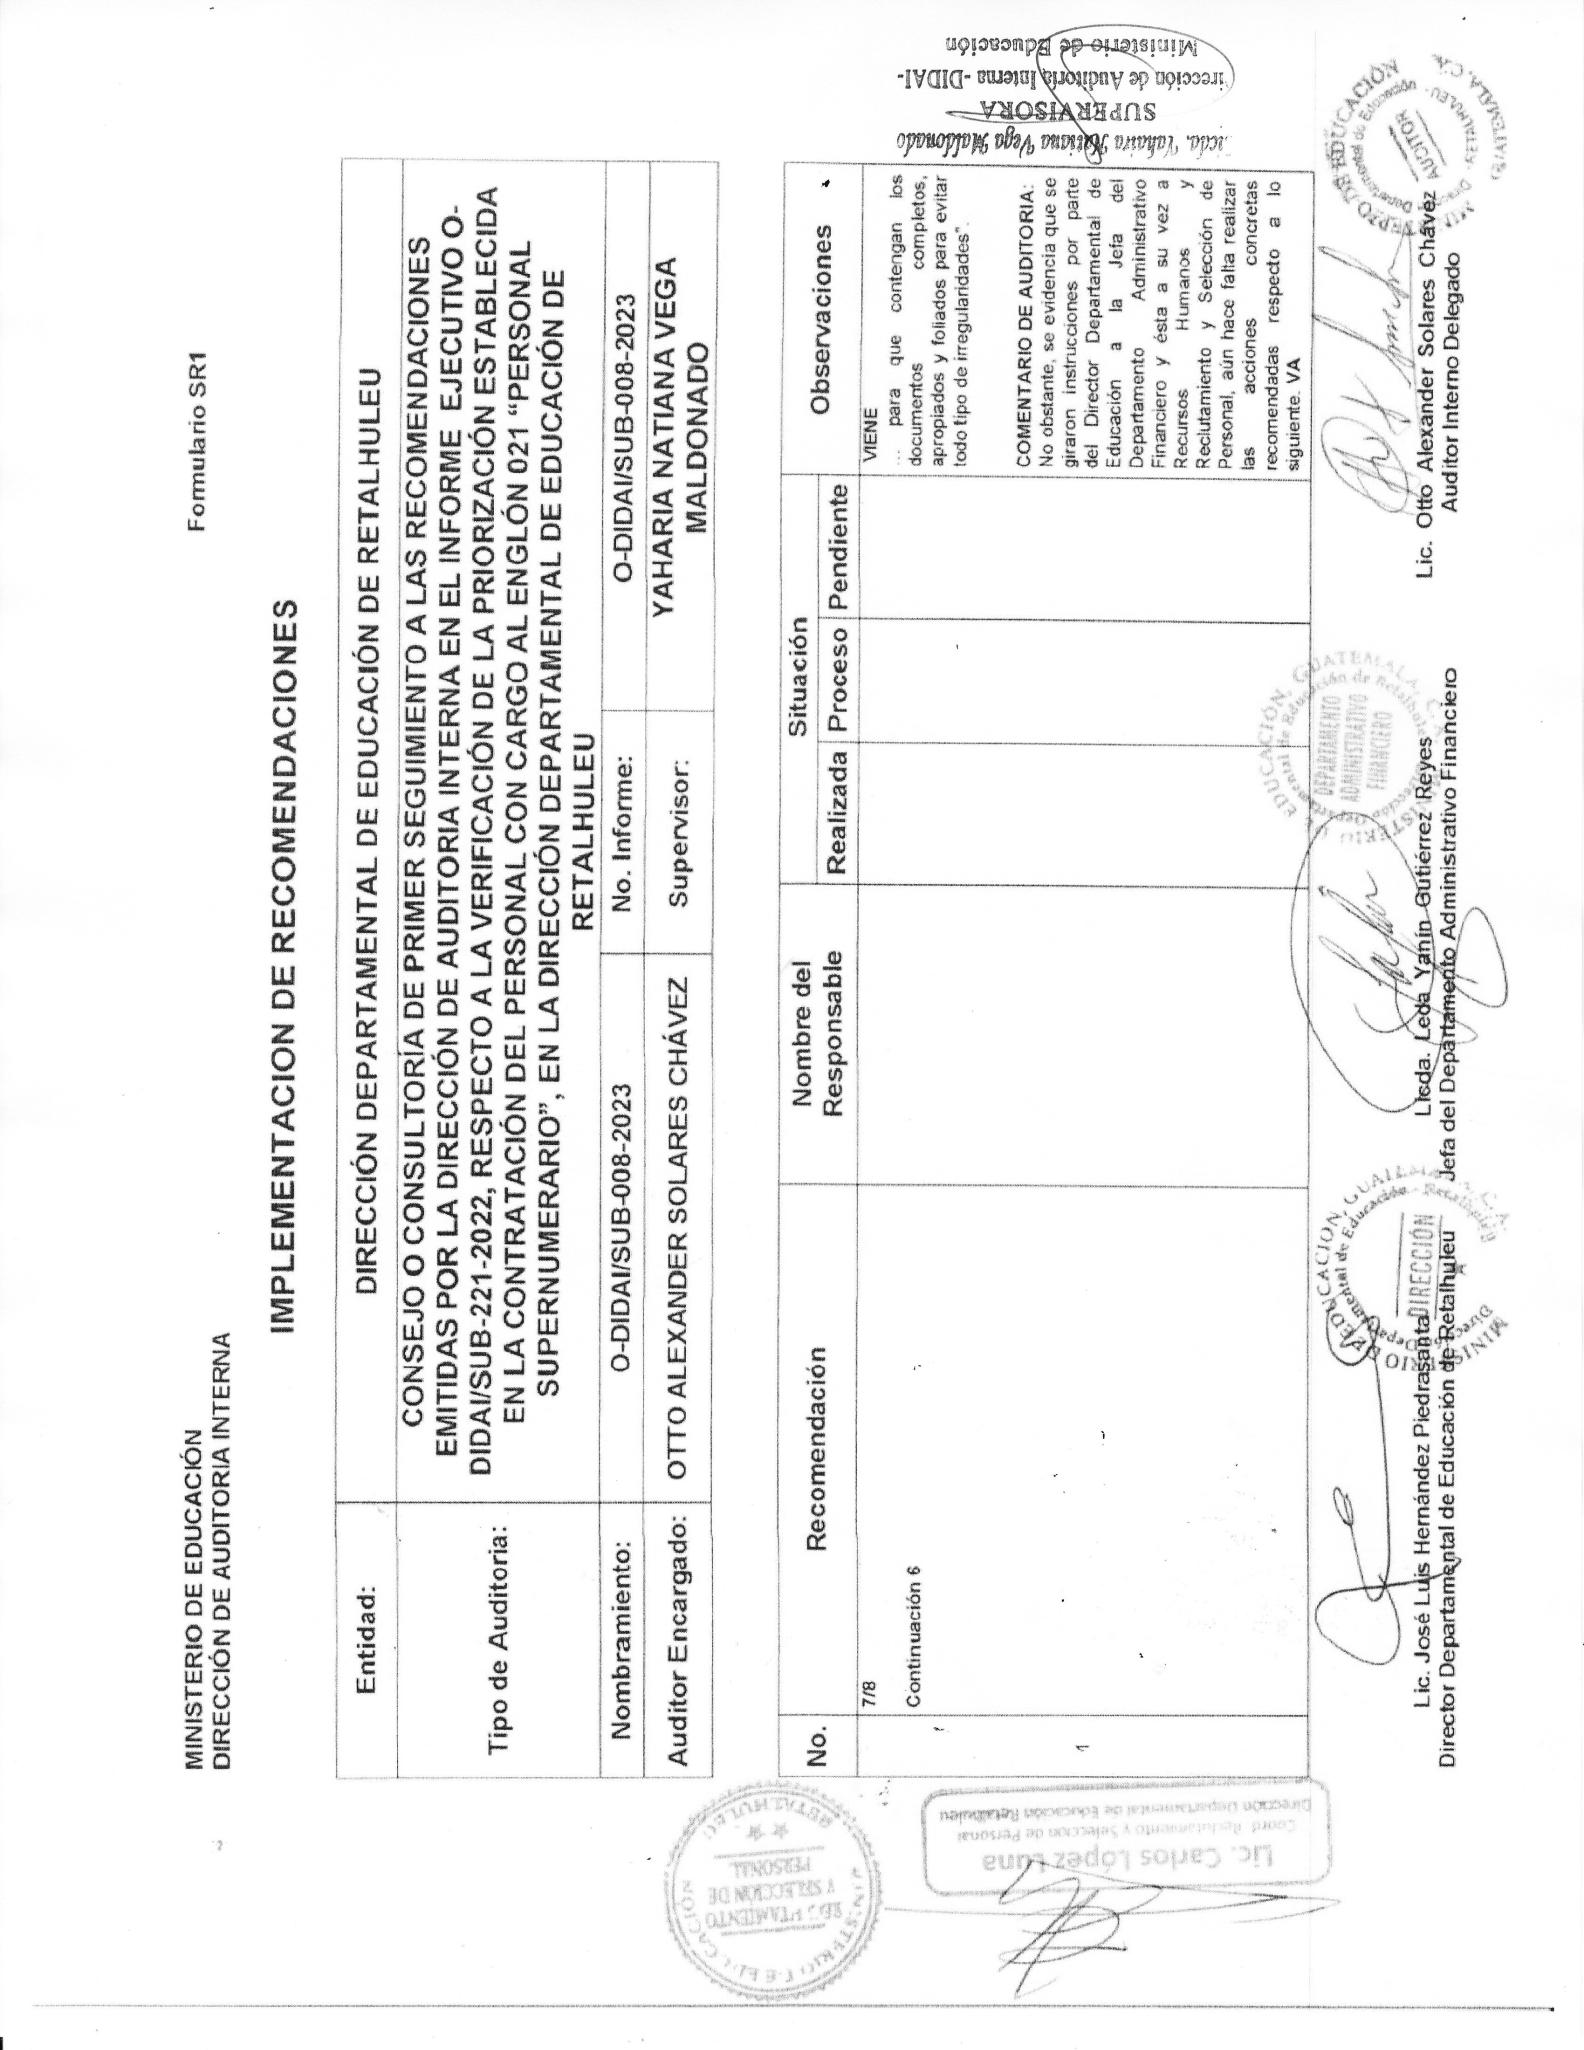 MINISTERIO DE EDUCACIÓN
DIRECCIÓN DE AUDITORIA INTERNA
Formulario SR1
IMPLEMENTACION DE RECOMENDACIONES
Entidad: DIRECCIÓN DEPARTAMENTAL DE EDUCACIÓN DE RETALHULEU
Tipo de Auditoria:
CONSEJO O CONSULTORÍA DE PRIMER SEGUIMIENTO A LAS RECOMENDACIONES
EMITIDAS POR LA DIRECCIÓN DE AUDITORIA INTERNA EN EL INFORME EJECUTIVO O-
DIDAI/SUB-221-2022, RESPECTO A LA VERIFICACIÓN DE LA PRIORIZACIÓN ESTABLECIDA
EN LA CONTRATACIÓN DEL PERSONAL CON CARGO AL ENGLÓN 021 “PERSONAL
SUPERNUMERARIO”, EN LA DIRECCIÓN DEPARTAMENTAL DE EDUCACIÓN DE
RETALHULEU
Nombramiento: O-DIDAI/SUB-008-2023 No. Informe: O-DIDAI/SUB-008-2023
Auditor Encargado: OTTO ALEXANDER SOLARES CHÁVEZ Supervisor: YAHARIA NATIANA VEGA
MALDONADO
No. Recomendación Nombre del
Responsable
Situación
Realizada Proceso Pendiente
Observaciones
7/8
Continuación 6
VIENE
... para que contengan los
documentos completos,
apropiados y foliados para evitar
todo tipo de irregularidades”.
COMENTARIO DE AUDITORIA:
No obstante, se evidencia que se
giraron instrucciones por parte
del Director Departamental de
Educación a la Jefa del
Departamento Administrativo
Financiero y ésta a su vez a
Recursos Humanos y
Reclutamiento y Selección de
Personal, aún hace falta realizar
las acciones concretas
recomendadas respecto a lo
siguiente. VA
Lic. José Luis Hernández Piedrasanta
Director Departamental de Educación de Retalhuleu
Licda. Leda Yanin Gutiérrez Reyes
Jefa del Departamento Administrativo Financiero
Lic. Otto Alexander Solares Chávez
Auditor Interno Delegado
DIRECCIÓN
DEPARTAMENTO
ADMINISTRATIVO
FINANCIERO
AUDITOR
Vega Maldonado
SUPERVISORA
Dirección de Auditoría Interna -DIDAI-
Ministerio de Educación
Lic. Carlos López Luna
Coord. Reclutamiento y Selección de Personal
Dirección Departamental de Educación Retalhuleu
Y SELECCIÓN DE
PERSONAL
RETALHULEU